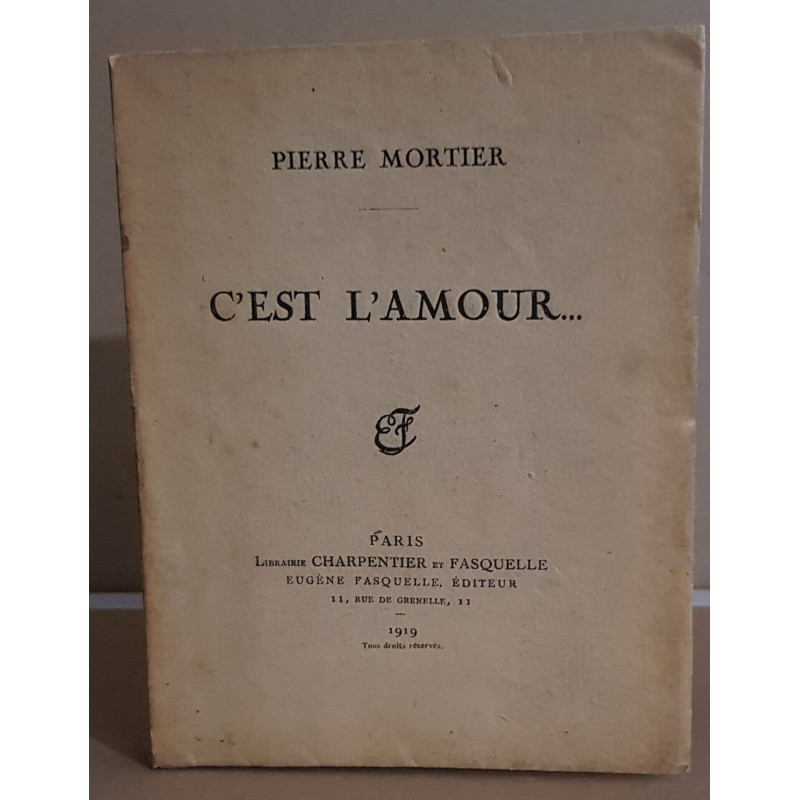 PIERRE MORTIER
C'EST L'AMOUR...
EF
PARIS
LIBRAIRIE CHARPENTIER ET FASQUELLE
EUGÈNE FASQUELLE, ÉDITEUR
11, RUE DE GRENELLE, 11
1919
Tous droits réservés.